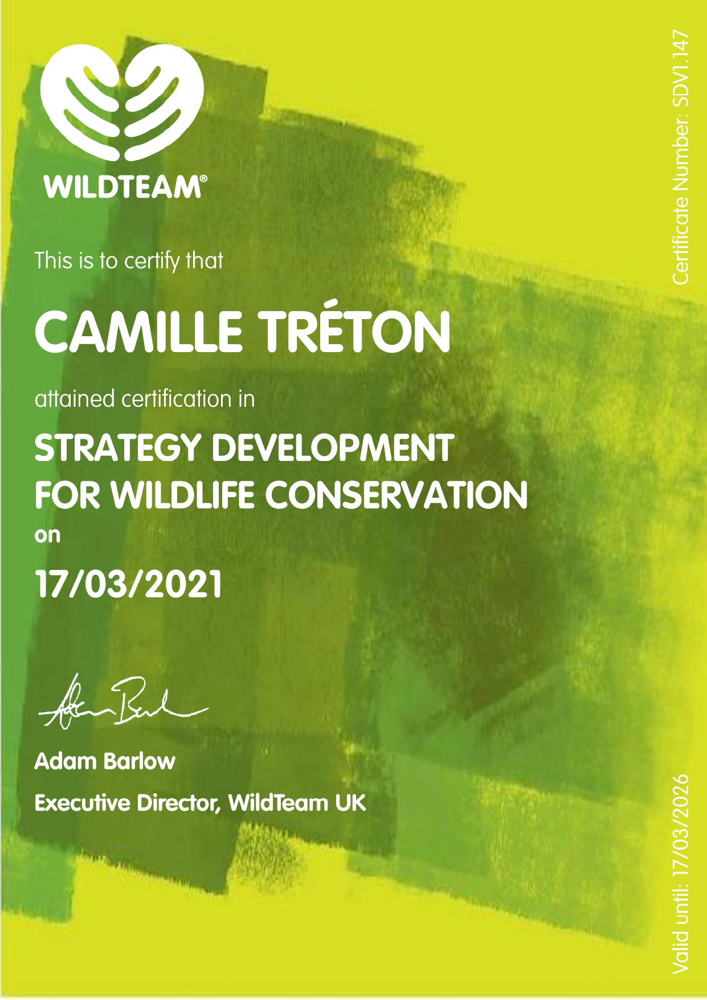 WILDTEAM®
This is to certify that
CAMILLE TRÉTON
attained certification in
STRATEGY DEVELOPMENT
FOR WILDLIFE CONSERVATION
on
17/03/2021
Adam Barlow
Adam Barlow
Executive Director, WildTeam UK
Certificate Number: SDV1.147
Valid until: 17/03/2026